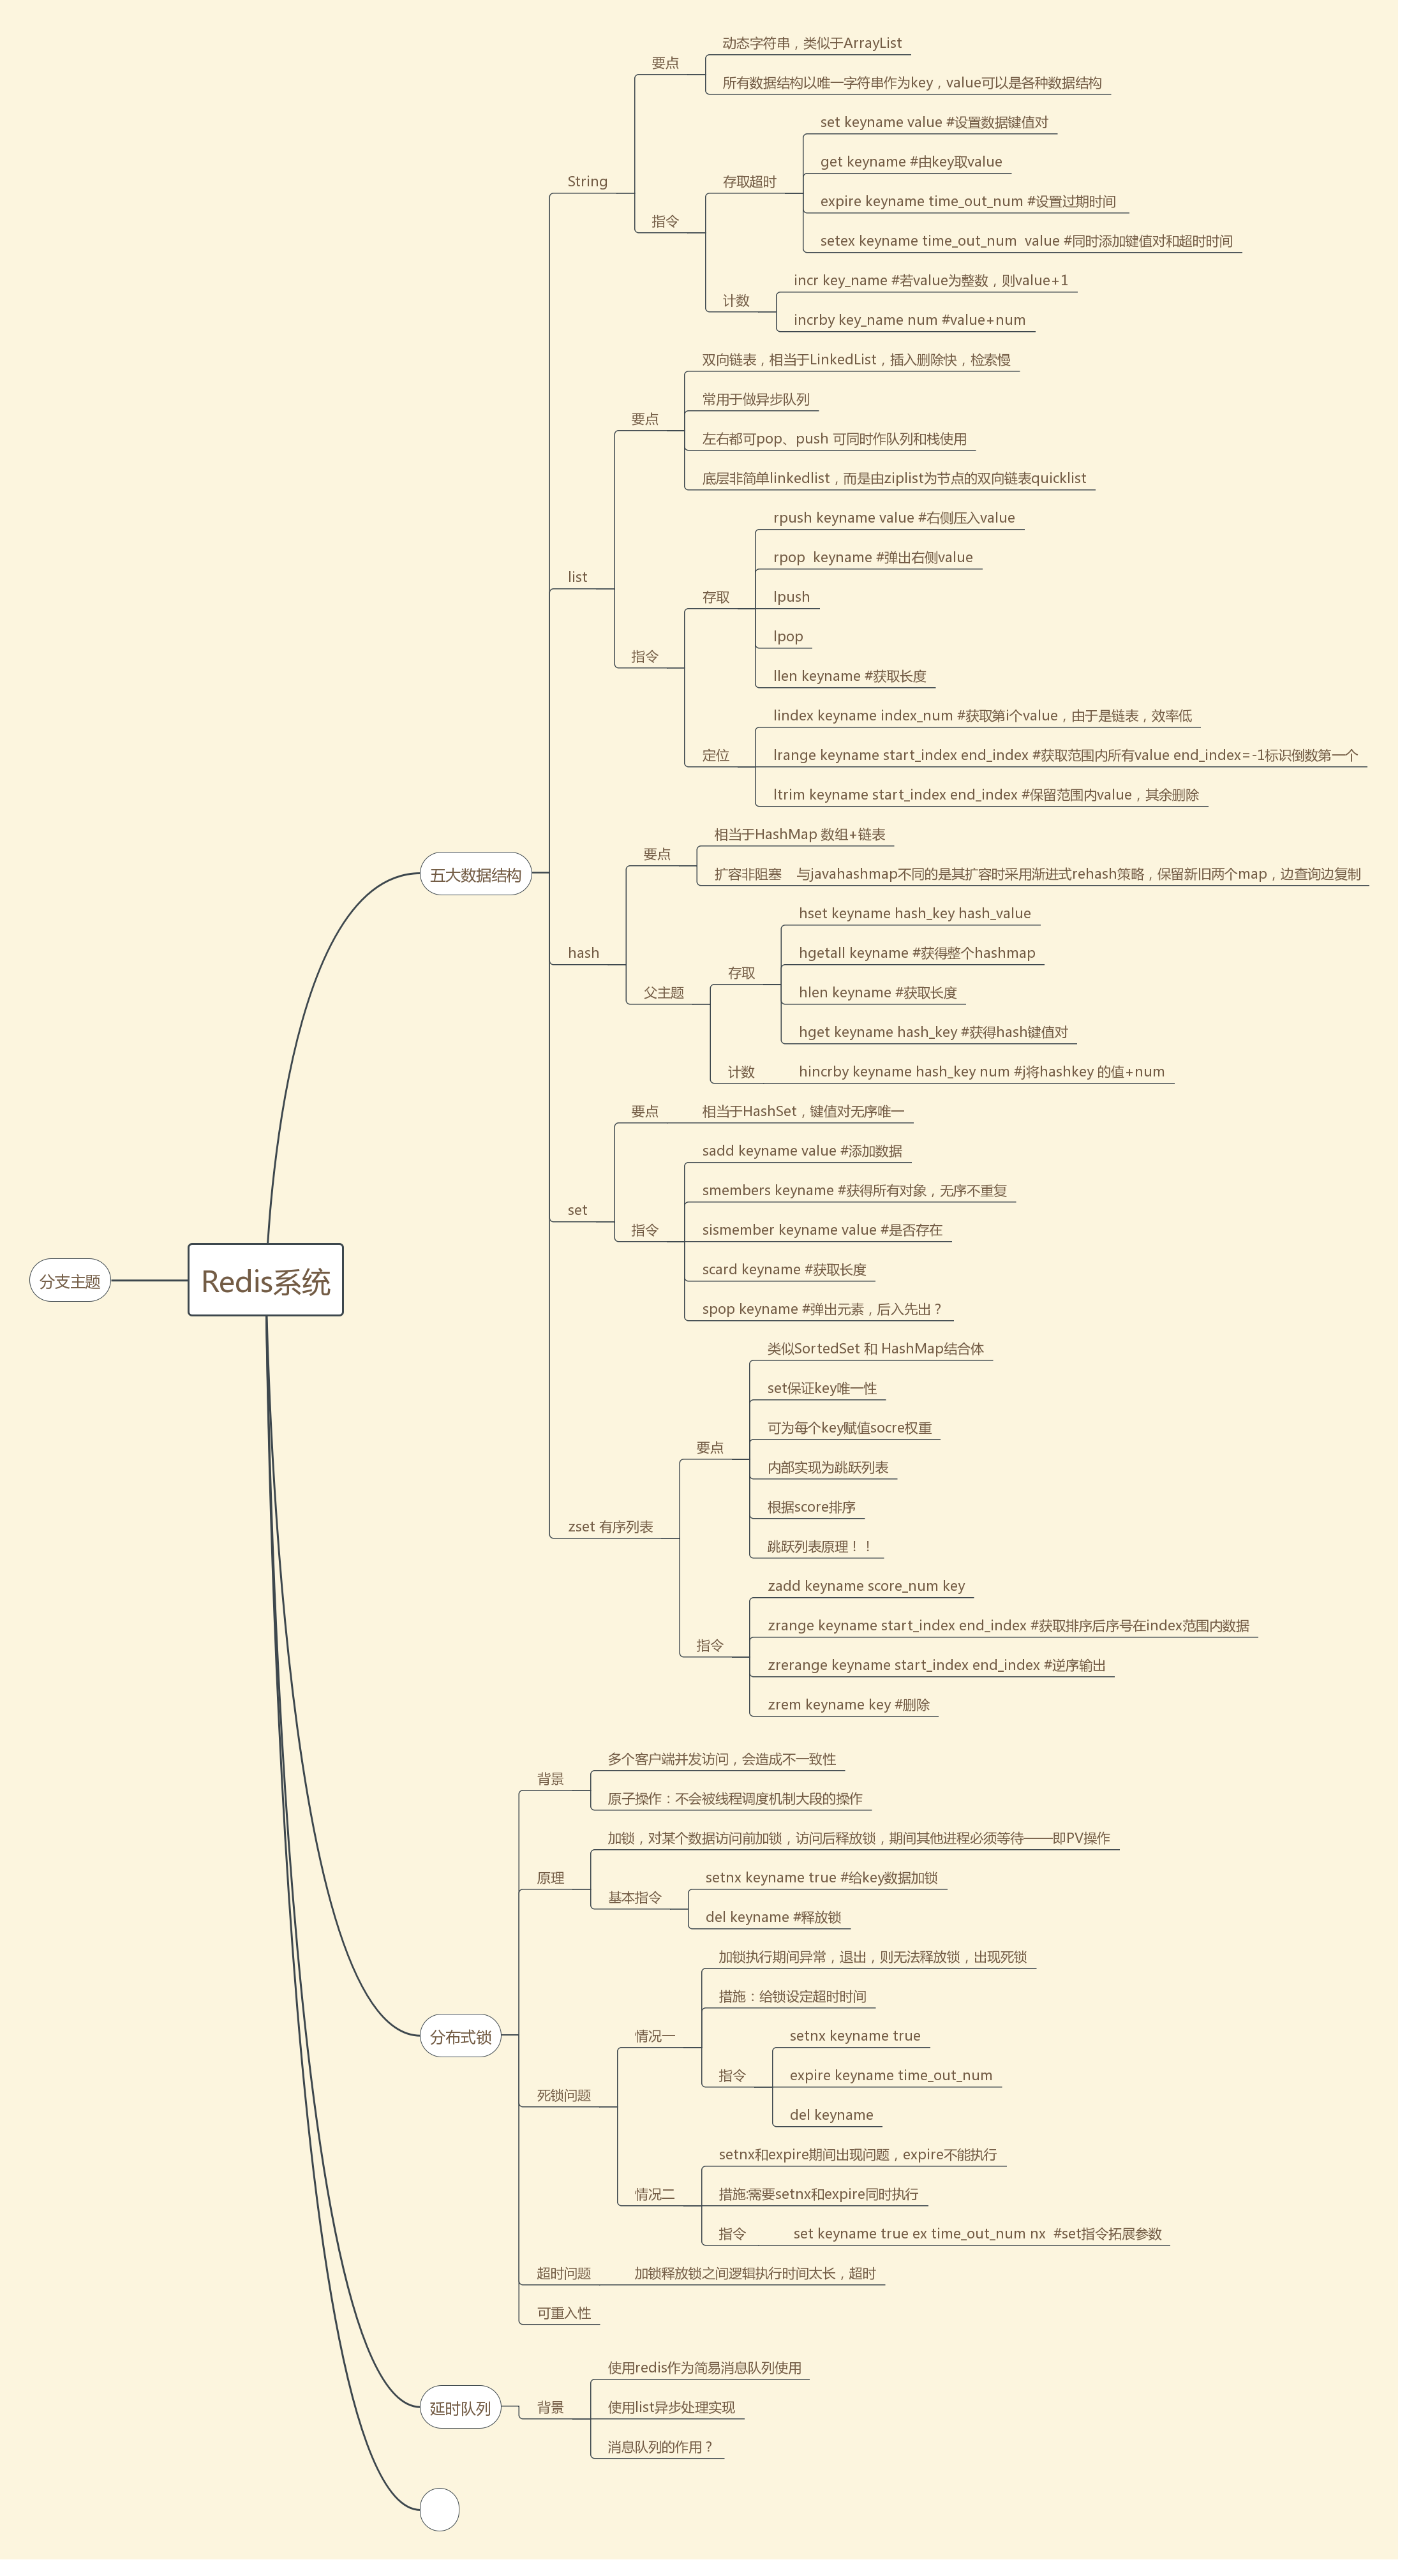 动态字符串，类似于ArrayList
要点
所有数据结构以唯一字符串作为key，value可以是各种数据结构
set keyname value #设置数据键值对
get keyname #由key取value
String
存取超时
expire keyname time_out_num #设置过期时间
指令
setex keyname time_out_num  value #同时添加键值对和超时时间
incr key_name #若value为整数，则value+1
计数
incrby key_name num #value+num
双向链表，相当于LinkedList，插入删除快，检索慢
常用于做异步队列
要点
左右都可pop、push 可同时作队列和栈使用
底层非简单linkedlist，而是由ziplist为节点的双向链表quicklist
rpush keyname value #右侧压入value
rpop  keyname #弹出右侧value
list
存取
lpush
lpop
指令
llen keyname #获取长度
lindex keyname index_num #获取第i个value，由于是链表，效率低
定位
lrange keyname start_index end_index #获取范围内所有value end_index=-1标识倒数第一个
ltrim keyname start_index end_index #保留范围内value，其余删除
相当于HashMap 数组+链表
要点
五大数据结构
扩容非阻塞    与javahashmap不同的是其扩容时采用渐进式rehash策略，保留新旧两个map，边查询边复制
hset keyname hash_key hash_value
hash
hgetall keyname #获得整个hashmap
存取
父主题
hlen keyname #获取长度
hget keyname hash_key #获得hash键值对
计数
hincrby keyname hash_key num #j将hashkey 的值+num
要点
相当于HashSet，键值对无序唯一
sadd keyname value #添加数据
smembers keyname #获得所有对象，无序不重复
set
指令
sismember keyname value #是否存在
scard keyname #获取长度
分支主题
Redis系统
spop keyname #弹出元素，后入先出？
类似SortedSet 和 HashMap结合体
set保证key唯一性
可为每个key赋值socre权重
要点
内部实现为跳跃列表
根据score排序
zset 有序列表
跳跃列表原理！！
zadd keyname score_num key
zrange keyname start_index end_index #获取排序后序号在index范围内数据
指令
zrerange keyname start_index end_index #逆序输出
zrem keyname key #删除
多个客户端并发访问，会造成不一致性
背景
原子操作：不会被线程调度机制大段的操作
加锁，对某个数据访问前加锁，访问后释放锁，期间其他进程必须等待——即PV操作
原理
setnx keyname true #给key数据加锁
基本指令
del keyname #释放锁
加锁执行期间异常，退出，则无法释放锁，出现死锁
措施：给锁设定超时时间
分布式锁
情况一
setnx keyname true
指令
expire keyname time_out_num
死锁问题
del keyname
setnx和expire期间出现问题，expire不能执行
情况二
措施:需要setnx和expire同时执行
指令
set keyname true ex time_out_num nx  #set指令拓展参数
超时问题
加锁释放锁之间逻辑执行时间太长，超时
可重入性
使用redis作为简易消息队列使用
延时队列
背景
使用list异步处理实现
消息队列的作用？